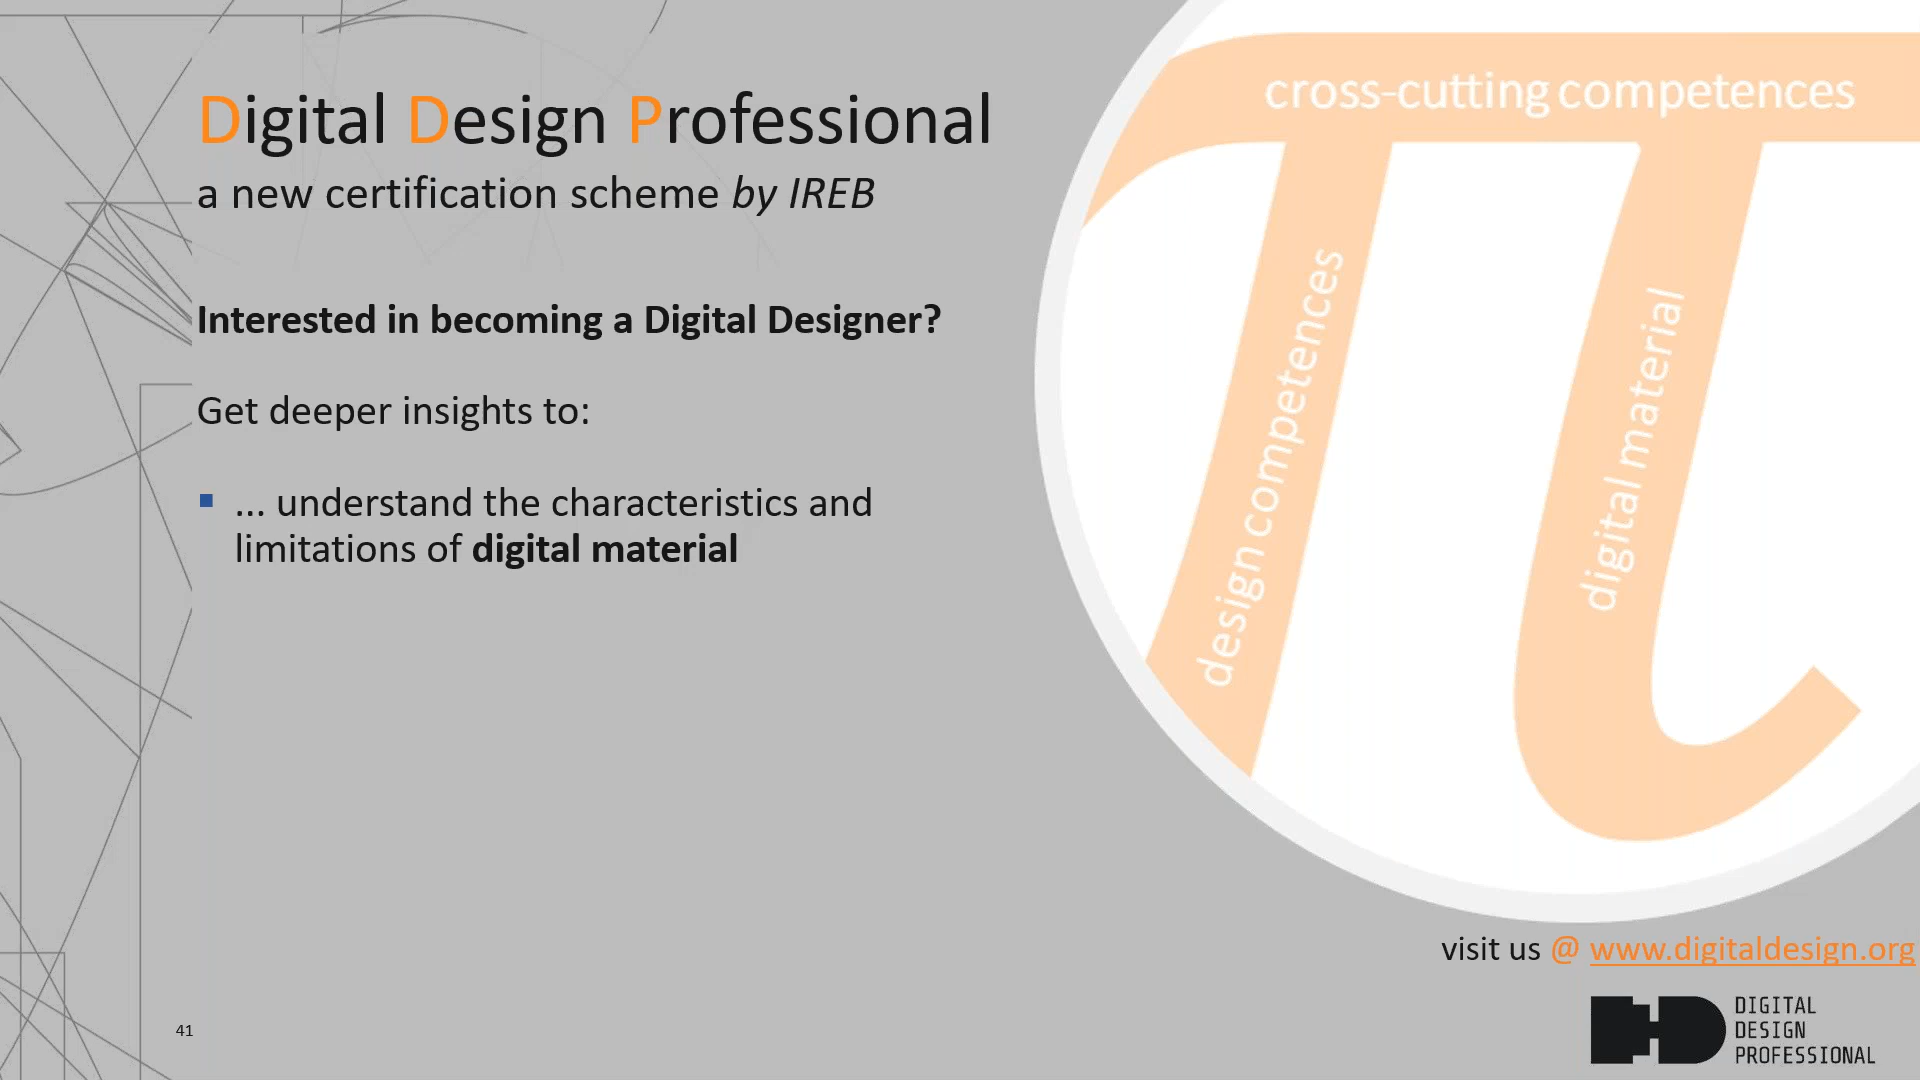 Digital Design Professional
a new certification scheme by IREB
Interested in becoming a Digital Designer?
Get deeper insights to:
▪ ... understand the characteristics and
limitations of digital material
cross-cutting competences
design competences
digital material
visit us @ www.digitaldesign.org
DIGITAL
DESIGN
PROFESSIONAL
41